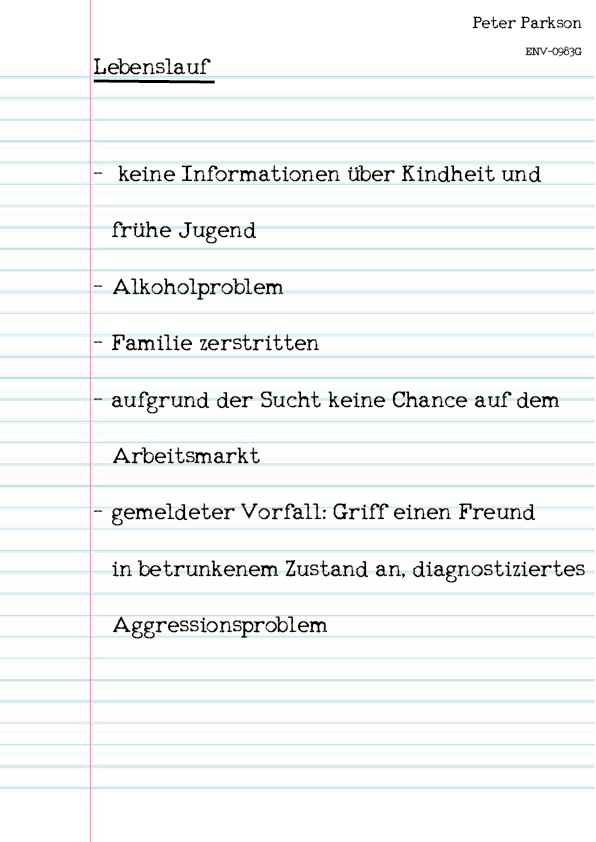 Peter Parkson
ENV-0983G
Lebenslauf
- keine Informationen über Kindheit und
frühe Jugend
- Alkoholproblem
- Familie zerstritten
- aufgrund der Sucht keine Chance auf dem
Arbeitsmarkt
- gemeldeter Vorfall: Griff einen Freund
in betrunkenem Zustand an, diagnostiziertes
Aggressionsproblem